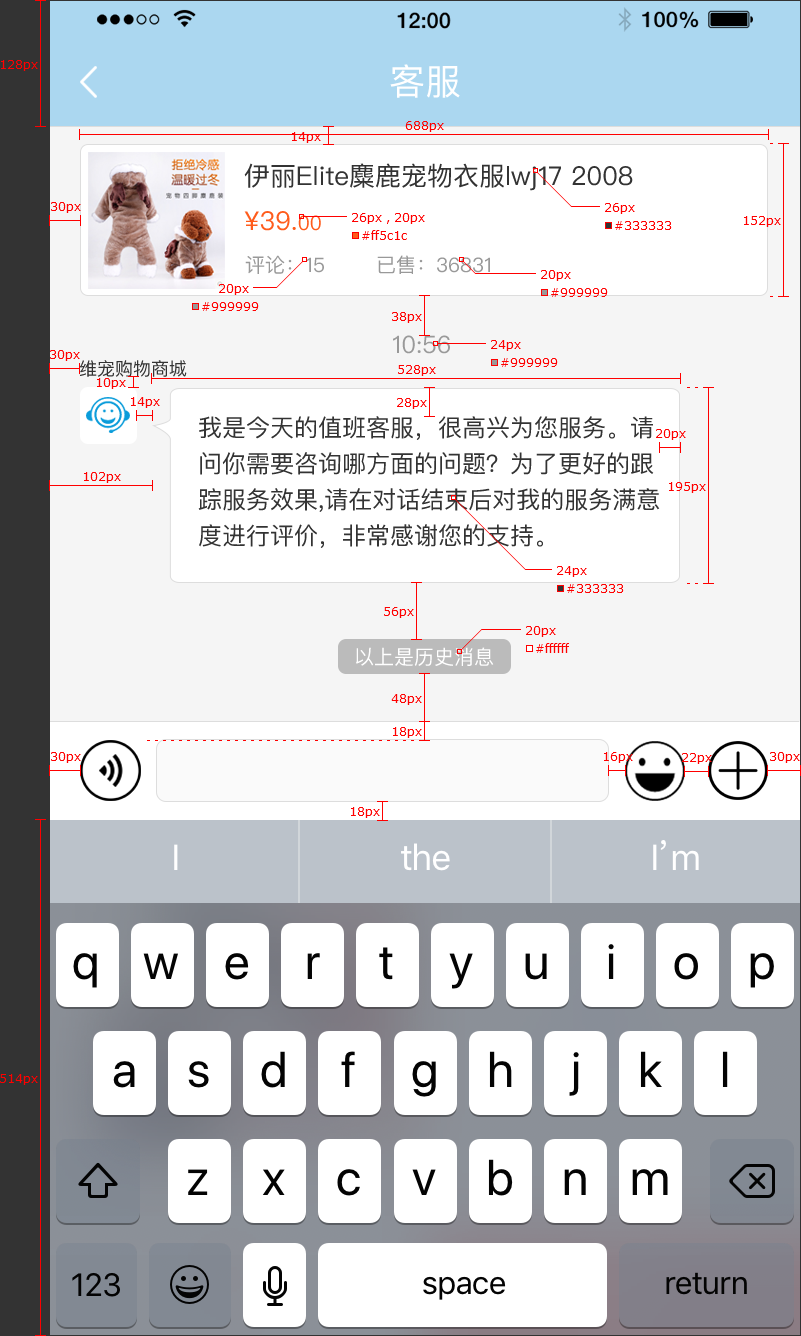 12:00
100%
128px
客服
688px
14px
拒绝冷感
温暖过冬
宠物四脚麋鹿装
伊丽Elite麋鹿宠物衣服lwj17 2008
26px
#333333
30px
¥39.00
26px , 20px
#ff5c1c
152px
评论：15
已售：36831
20px
#999999
20px
#999999
38px
10:56
24px
#999999
30px
维宠购物商城
528px
10px
14px
28px
我是今天的值班客服，很高兴为您服务。请
问你需要咨询哪方面的问题？为了更好的跟
踪服务效果,请在对话结束后对我的服务满意
度进行评价，非常感谢您的支持。
20px
102px
195px
24px
#333333
56px
20px
#ffffff
以上是历史消息
48px
18px
30px
16px
22px
30px
18px
I
the
I’m
q w e r t y u i o p
a s d f g h j k l
514px
z x c v b n m
123
space
return